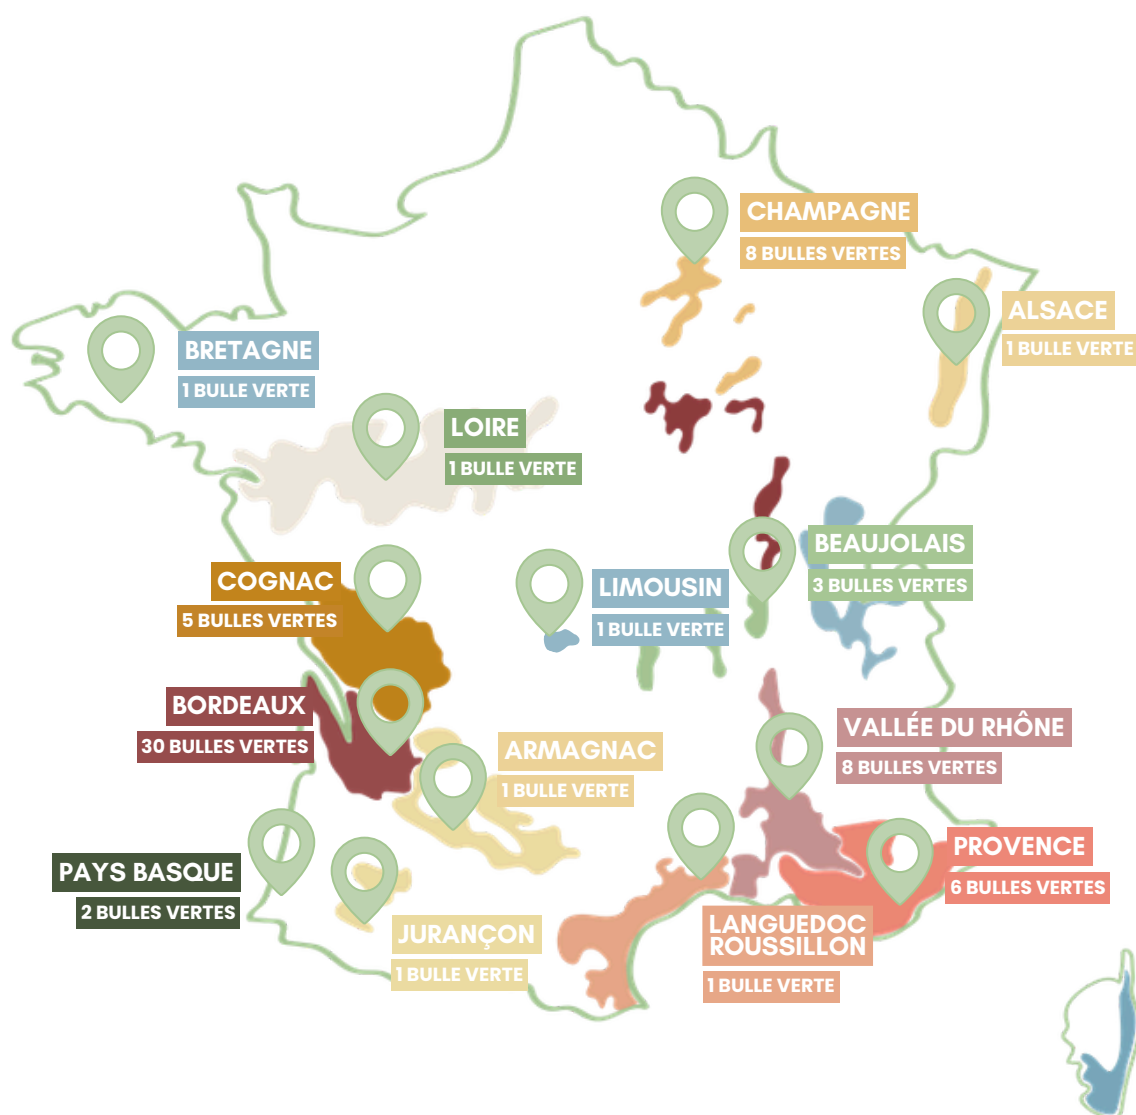 CHAMPAGNE
8 BULLES VERTES
ALSACE
1 BULLE VERTE
BRETAGNE
1 BULLE VERTE
LOIRE
1 BULLE VERTE
BEAUJOLAIS
3 BULLES VERTES
COGNAC
5 BULLES VERTES
LIMOUSIN
1 BULLE VERTE
BORDEAUX
30 BULLES VERTES
VALLÉE DU RHÔNE
8 BULLES VERTES
ARMAGNAC
1 BULLE VERTE
PROVENCE
6 BULLES VERTES
PAYS BASQUE
2 BULLES VERTES
JURANÇON
1 BULLE VERTE
LANGUEDOC
ROUSSILLON
1 BULLE VERTE